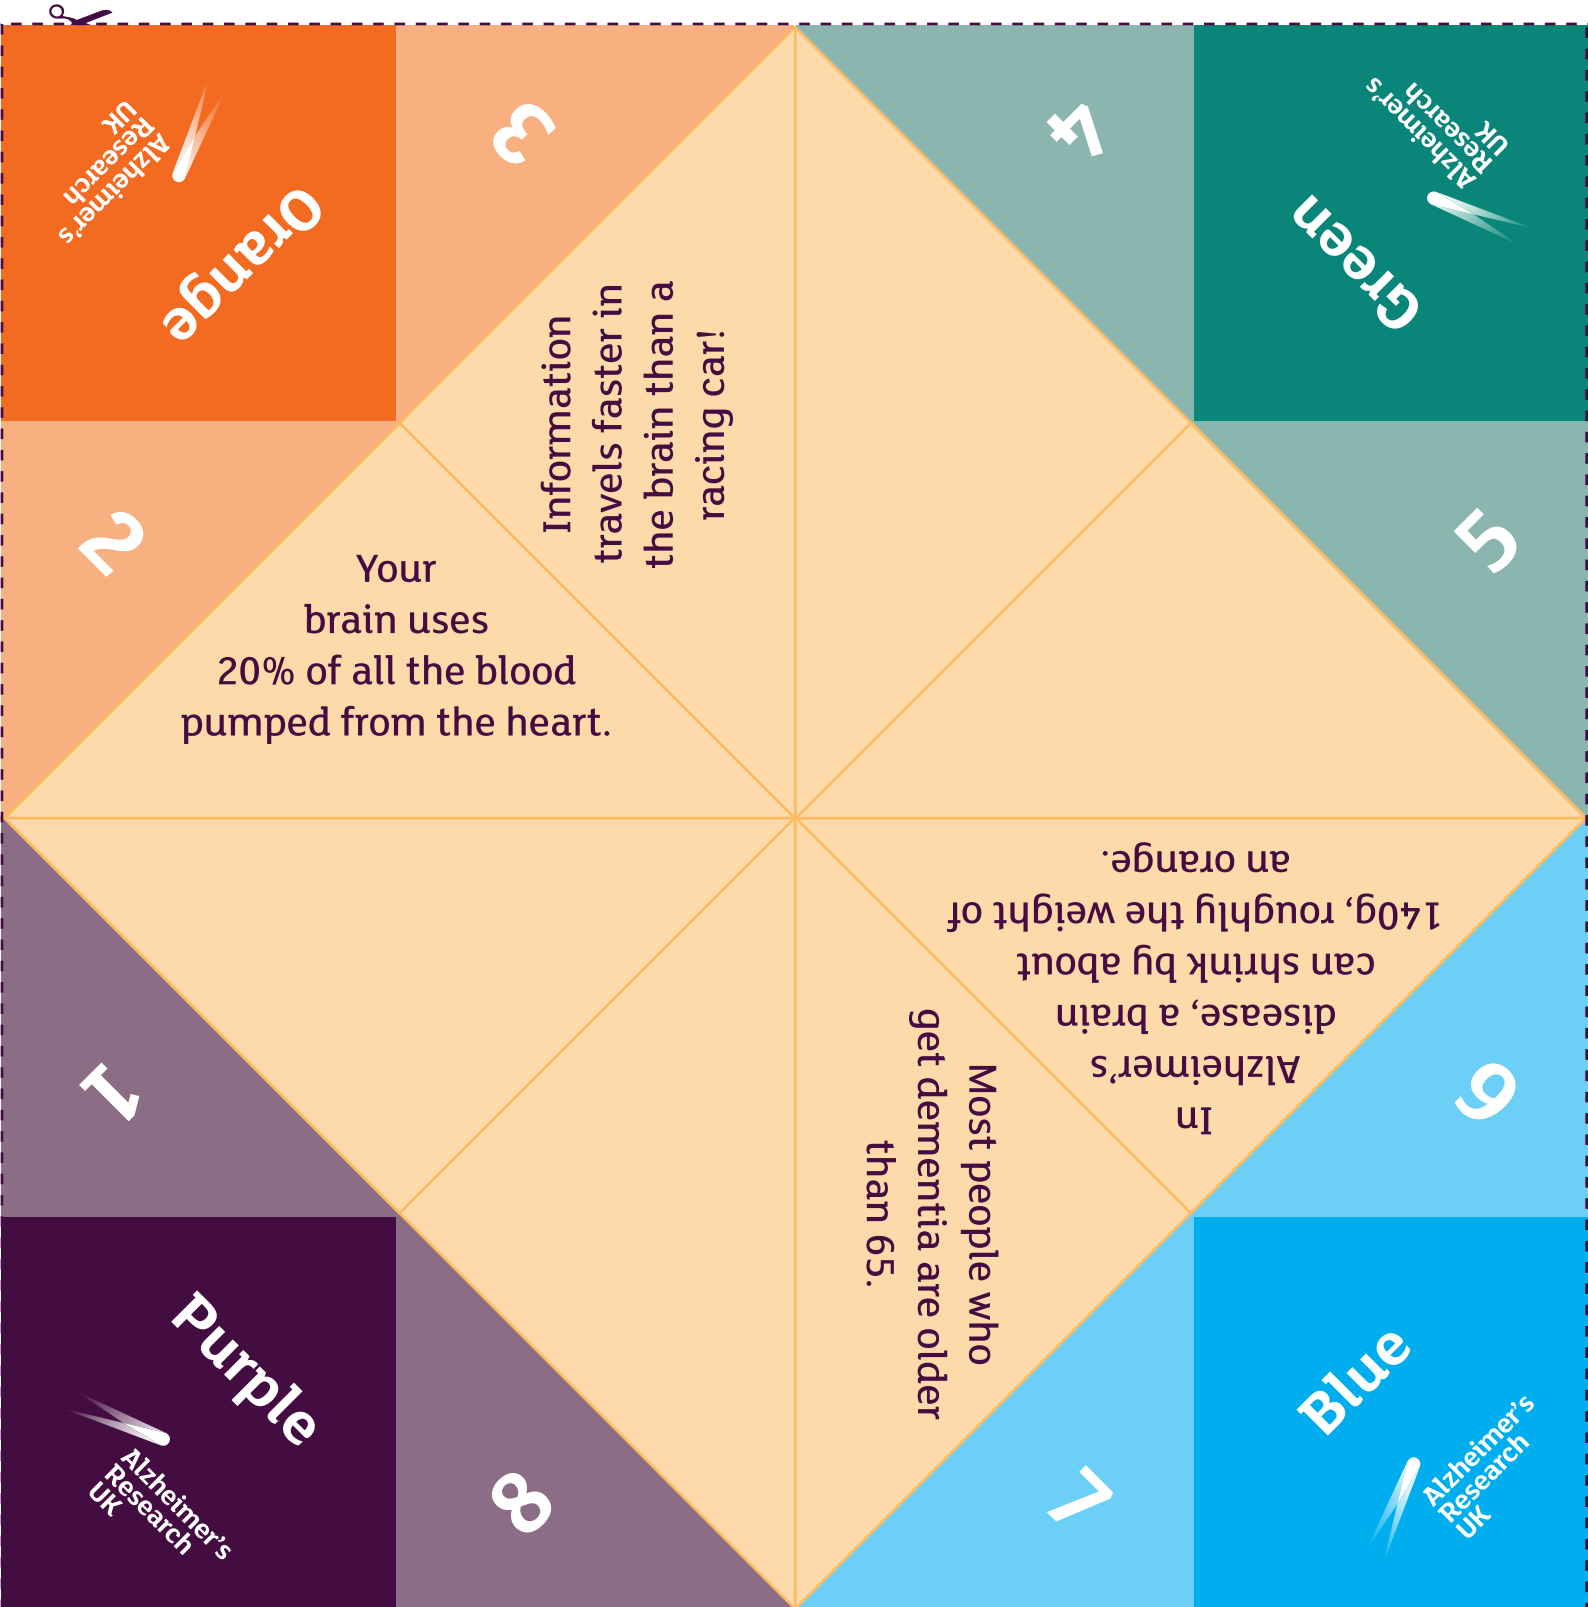 Alzheimer's
Research
UK
Orange
3
4
Alzheimer's
Research
UK
Green
2
Information
travels faster in
the brain than a
racing car!
5
Your
brain uses
20% of all the blood
pumped from the heart.
1
In
Alzheimer's
disease, a brain
can shrink by about
140g, roughly the weight of
an orange.
6
Most people who
get dementia are older
than 65.
Purple
Alzheimer's
Research
UK
8
7
Blue
Alzheimer's
Research
UK